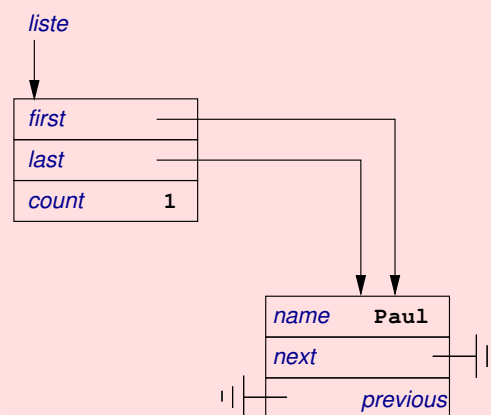 liste
first
last
count 1
name Paul
next
previous